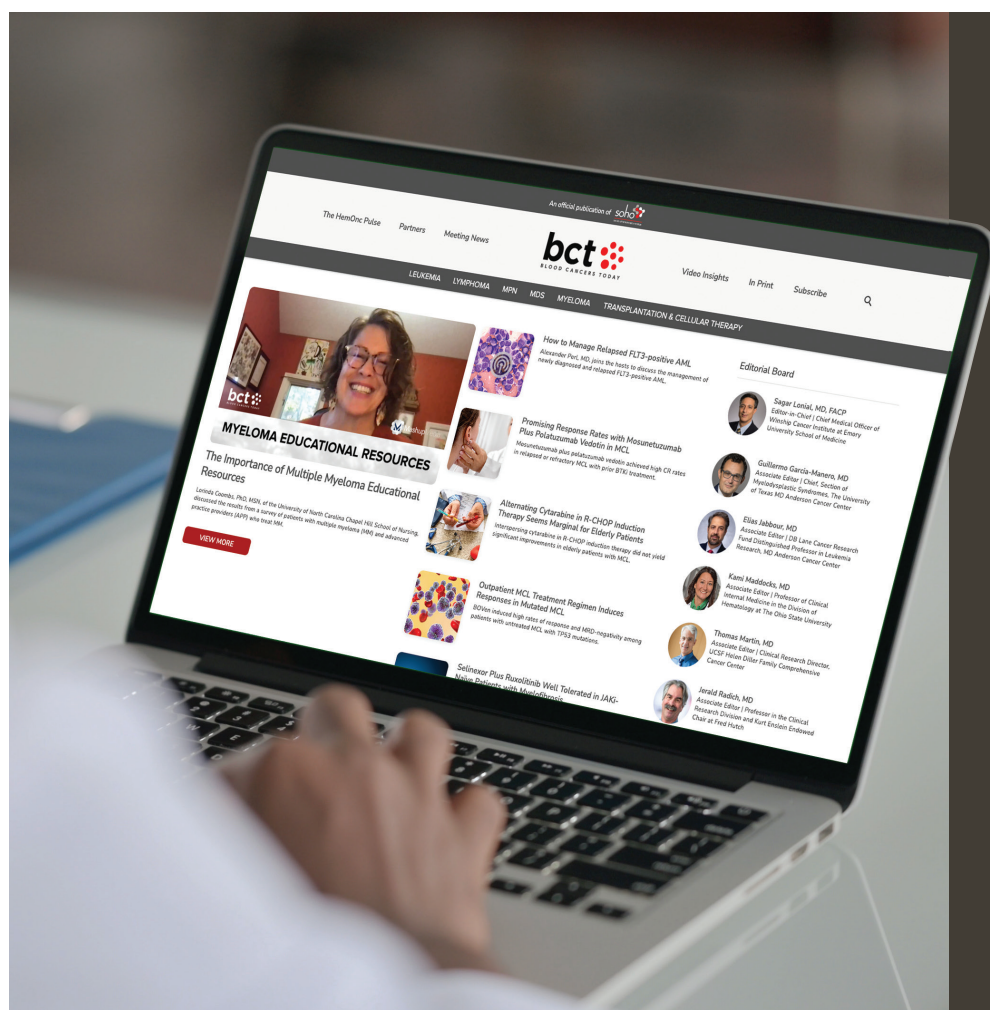 An official publication of soho
The HemOnc Pulse
Partners
Meeting News
bct
BLOOD CANCERS TODAY
Video Insights
In Print
Subscribe
LEUKEMIA LYMPHOMA MPN MDS MYELOMA TRANSPLANTATION & CELLULAR THERAPY
bct
BLOOD CANCERS TODAY
MYELOMA EDUCATIONAL RESOURCES
The Importance of Multiple Myeloma Educational
Resources
Lorinda Coombs, PhD, MSN, of the University of North Carolina Chapel Hill School of Nursing,
discussed the results from a survey of patients with multiple myeloma (MM) and advanced
practice providers (APP) who treat MM.
VIEW MORE
How to Manage Relapsed FLT3-positive AML
Alexander Perl, MD, joins the hosts to discuss the management of
newly diagnosed and relapsed FLT3-positive AML.
Promising Response Rates with Mosunetuzumab
Plus Polatuzumab Vedotin in MCL
Mosunetuzumab plus polatuzumab vedotin achieved high CR rates
in relapsed or refractory MCL with prior BTKi treatment.
Alternating Cytarabine in R-CHOP Induction
Therapy Seems Marginal for Elderly Patients
Interspersing cytarabine in R-CHOP induction therapy did not yield
significant improvements in elderly patients with MCL.
Outpatient MCL Treatment Regimen Induces
Responses in Mutated MCL
BOVen induced high rates of response and MRD-negativity among
patients with untreated MCL with TP53 mutations.
Selinexor Plus Ruxolitinib Well Tolerated in JAKi-
Naïve Patients with Myelofibrosis
Editorial Board
Sagar Lonial, MD, FACP
Editor-in-Chief | Chief Medical Officer of
Winship Cancer Institute at Emory
University School of Medicine
Guillermo Garcia-Manero, MD
Associate Editor | Chief, Section of
Myelodysplastic Syndromes, The University
of Texas MD Anderson Cancer Center
Elias Jabbour, MD
Associate Editor | DB Lane Cancer Research
Fund Distinguished Professor in Leukemia
Research, MD Anderson Cancer Center
Kami Maddocks, MD
Associate Editor | Professor of Clinical
Internal Medicine in the Division of
Hematology at The Ohio State University
Thomas Martin, MD
Associate Editor | Clinical Research Director,
UCSF Helen Diller Family Comprehensive
Cancer Center
Jerald Radich, MD
Associate Editor | Professor in the Clinical
Research Division and Kurt Enslein Endowed
Chair at Fred Hutch